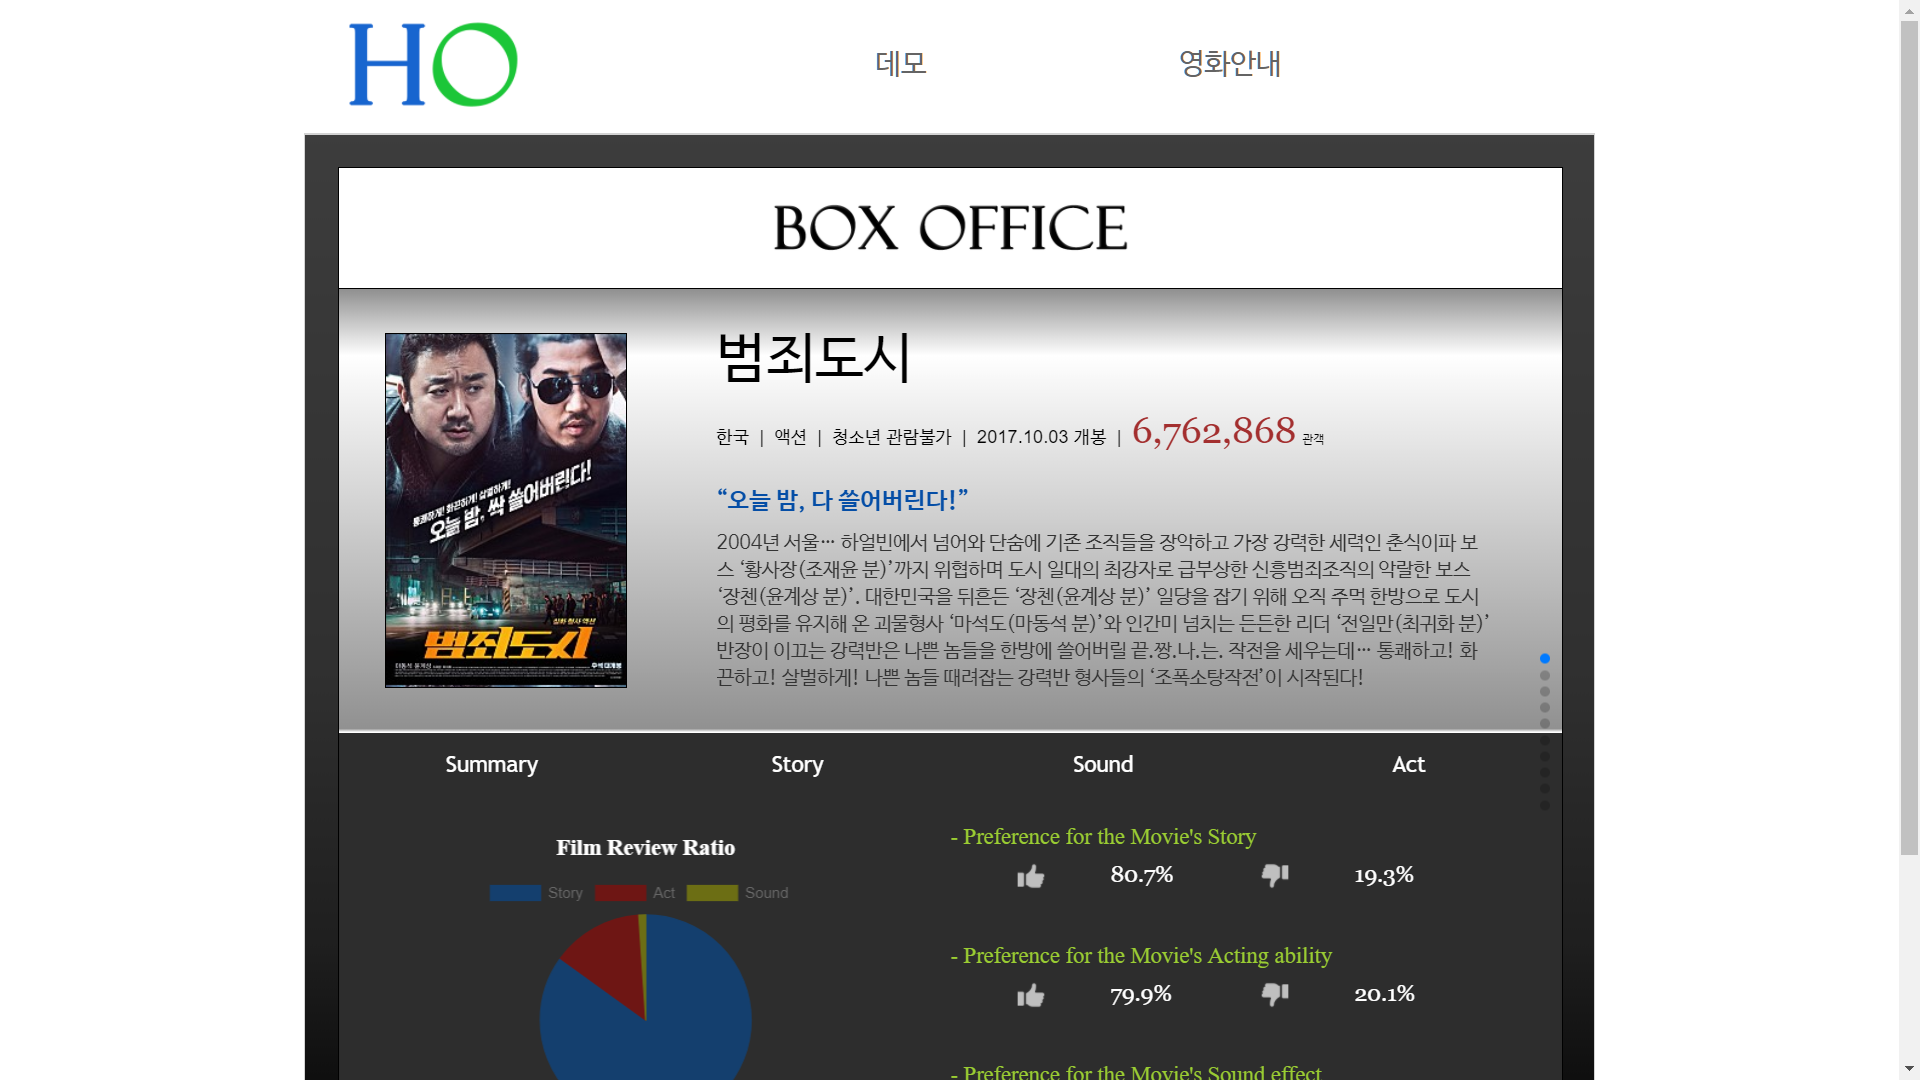 HO
데모
영화안내
BOX OFFICE
범죄도시
한국 | 액션 | 청소년 관람불가 | 2017.10.03 개봉 | 6,762,868 관객
“오늘 밤, 다 쓸어버린다!”
2004년 서울… 하얼빈에서 넘어와 단숨에 기존 조직들을 장악하고 가장 강력한 세력인 춘식이파 보
스 ‘황사장(조재윤 분)’까지 위협하며 도시 일대의 최강자로 급부상한 신흥범죄조직의 악랄한 보스
‘장첸(윤계상 분)’. 대한민국을 뒤흔든 ‘장첸(윤계상 분)’ 일당을 잡기 위해 오직 주먹 한방으로 도시
의 평화를 유지해 온 괴물형사 ‘마석도(마동석 분)’와 인간미 넘치는 든든한 리더 ‘전일만(최귀화 분)’
반장이 이끄는 강력반은 나쁜 놈들을 한방에 쓸어버릴 끝.짱.나.는. 작전을 세우는데… 통쾌하고! 화
끈하고! 살벌하게! 나쁜 놈들 때려잡는 강력반 형사들의 ‘조폭소탕작전’이 시작된다!
통쾌하게! 화끈하게! 살벌하게!
오늘 밤, 싹 쓸어버린다!
강력 형사 액션
범죄도시
마동석 윤계상
추석 대개봉
Summary
Story
Sound
Act
Film Review Ratio
Story
Act
Sound
- Preference for the Movie's Story
80.7%
19.3%
- Preference for the Movie's Acting ability
79.9%
20.1%
- Preference for the Movie's Sound effect